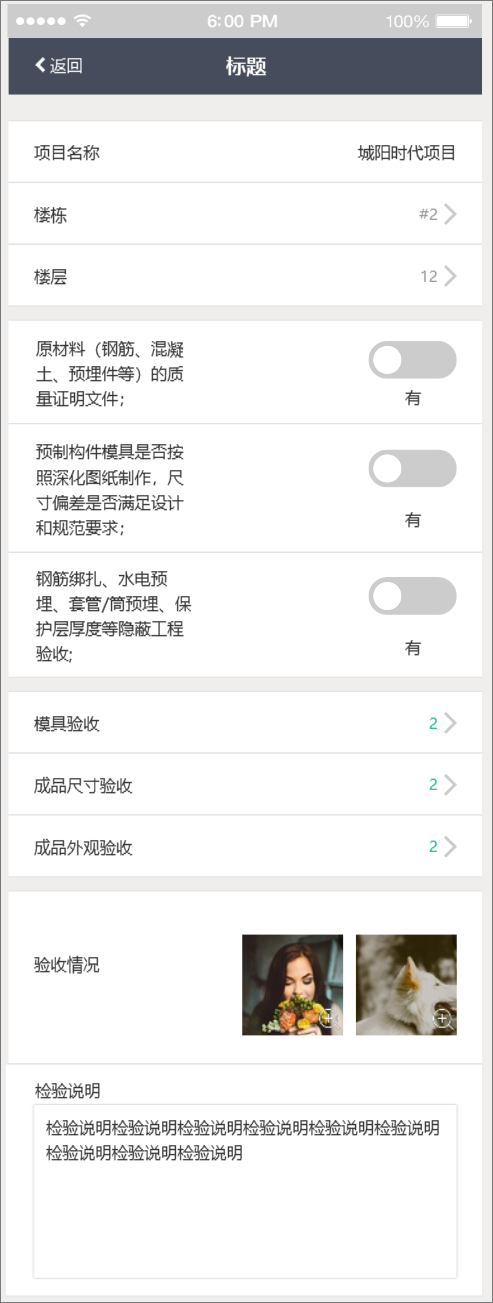 6:00 PM
100%
返回
标题
项目名称
城阳时代项目
楼栋
#2
楼层
12
原材料（钢筋、混凝
土、预埋件等）的质
量证明文件；
有
预制构件模具是否按
照深化图纸制作，尺
寸偏差是否满足设计
和规范要求；
有
钢筋绑扎、水电预
埋、套管/筒预埋、保
护层厚度等隐蔽工程
验收;
有
模具验收
2
成品尺寸验收
2
成品外观验收
2
验收情况
检验说明
检验说明检验说明检验说明检验说明检验说明检验说明
检验说明检验说明检验说明